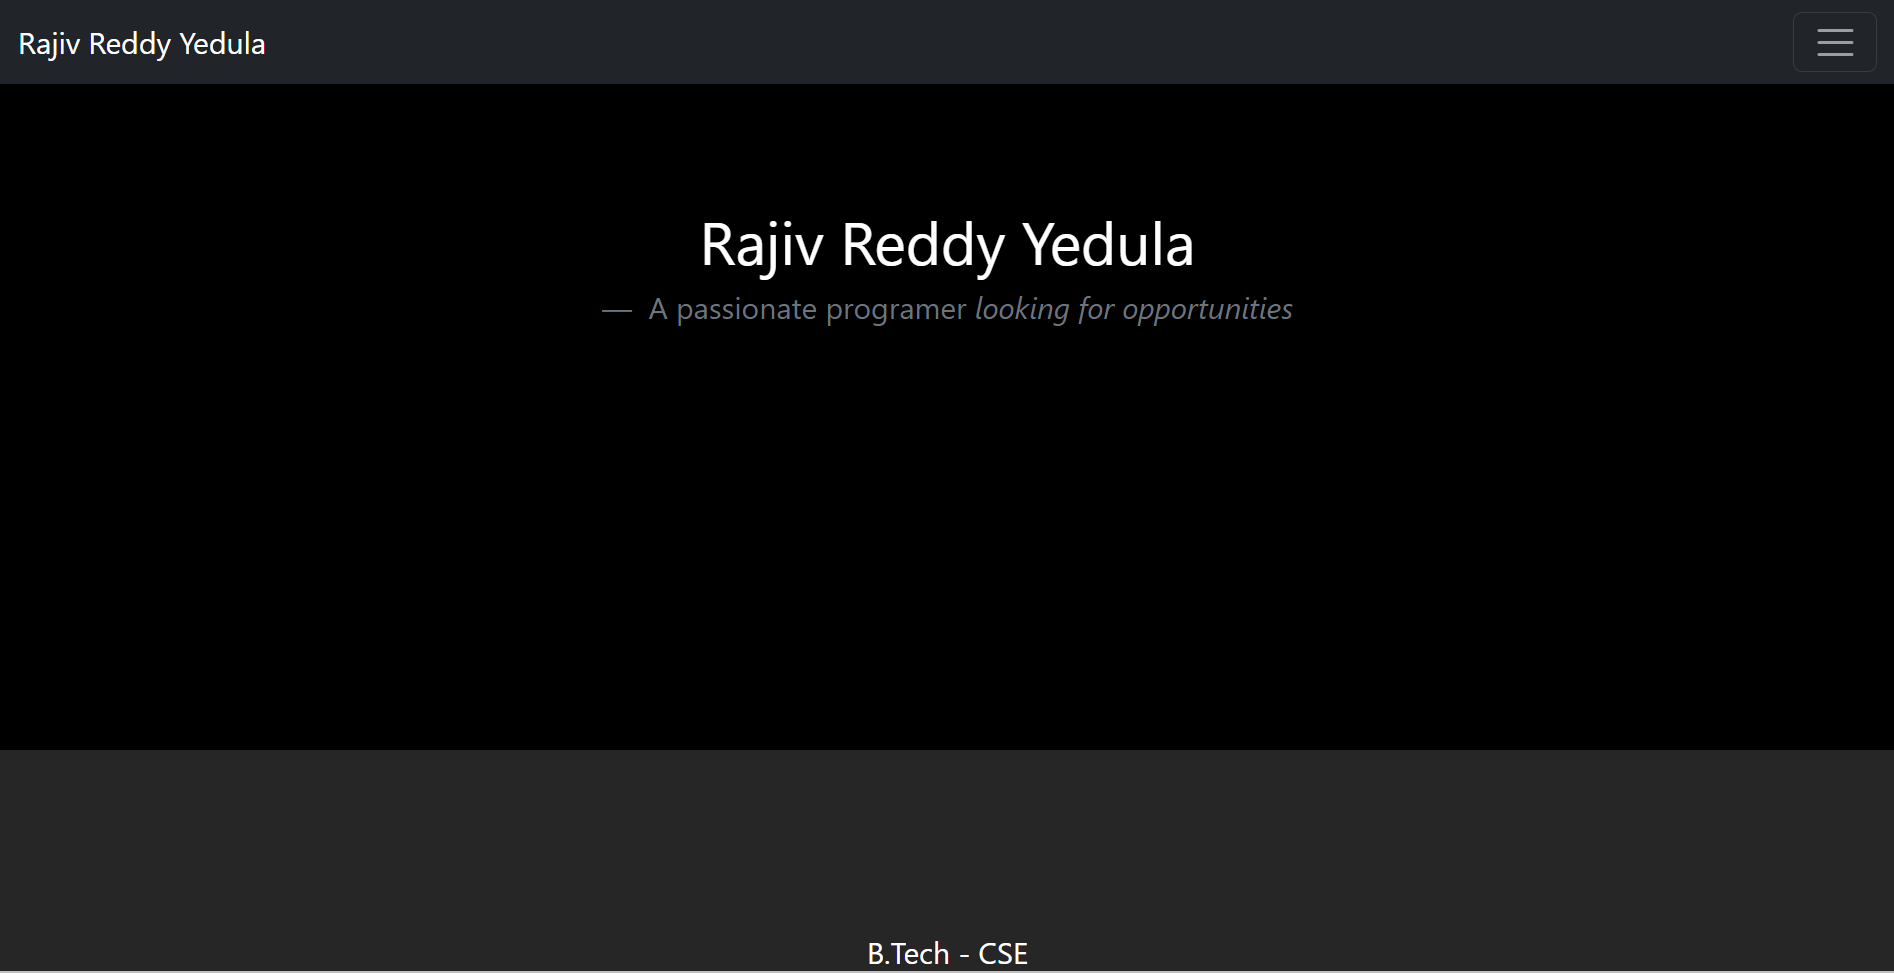 Rajiv Reddy Yedula
Rajiv Reddy Yedula
— A passionate programer looking for opportunities
B.Tech - CSE